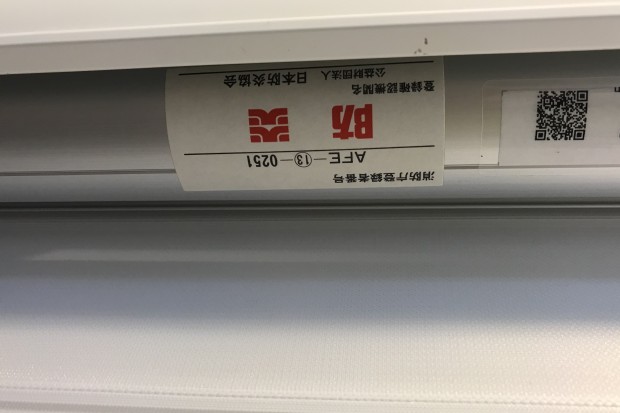 消防庁登録者番号
AFE－⑬－0251
防炎
登録確認機関名
公益財団法人
日本防炎協会